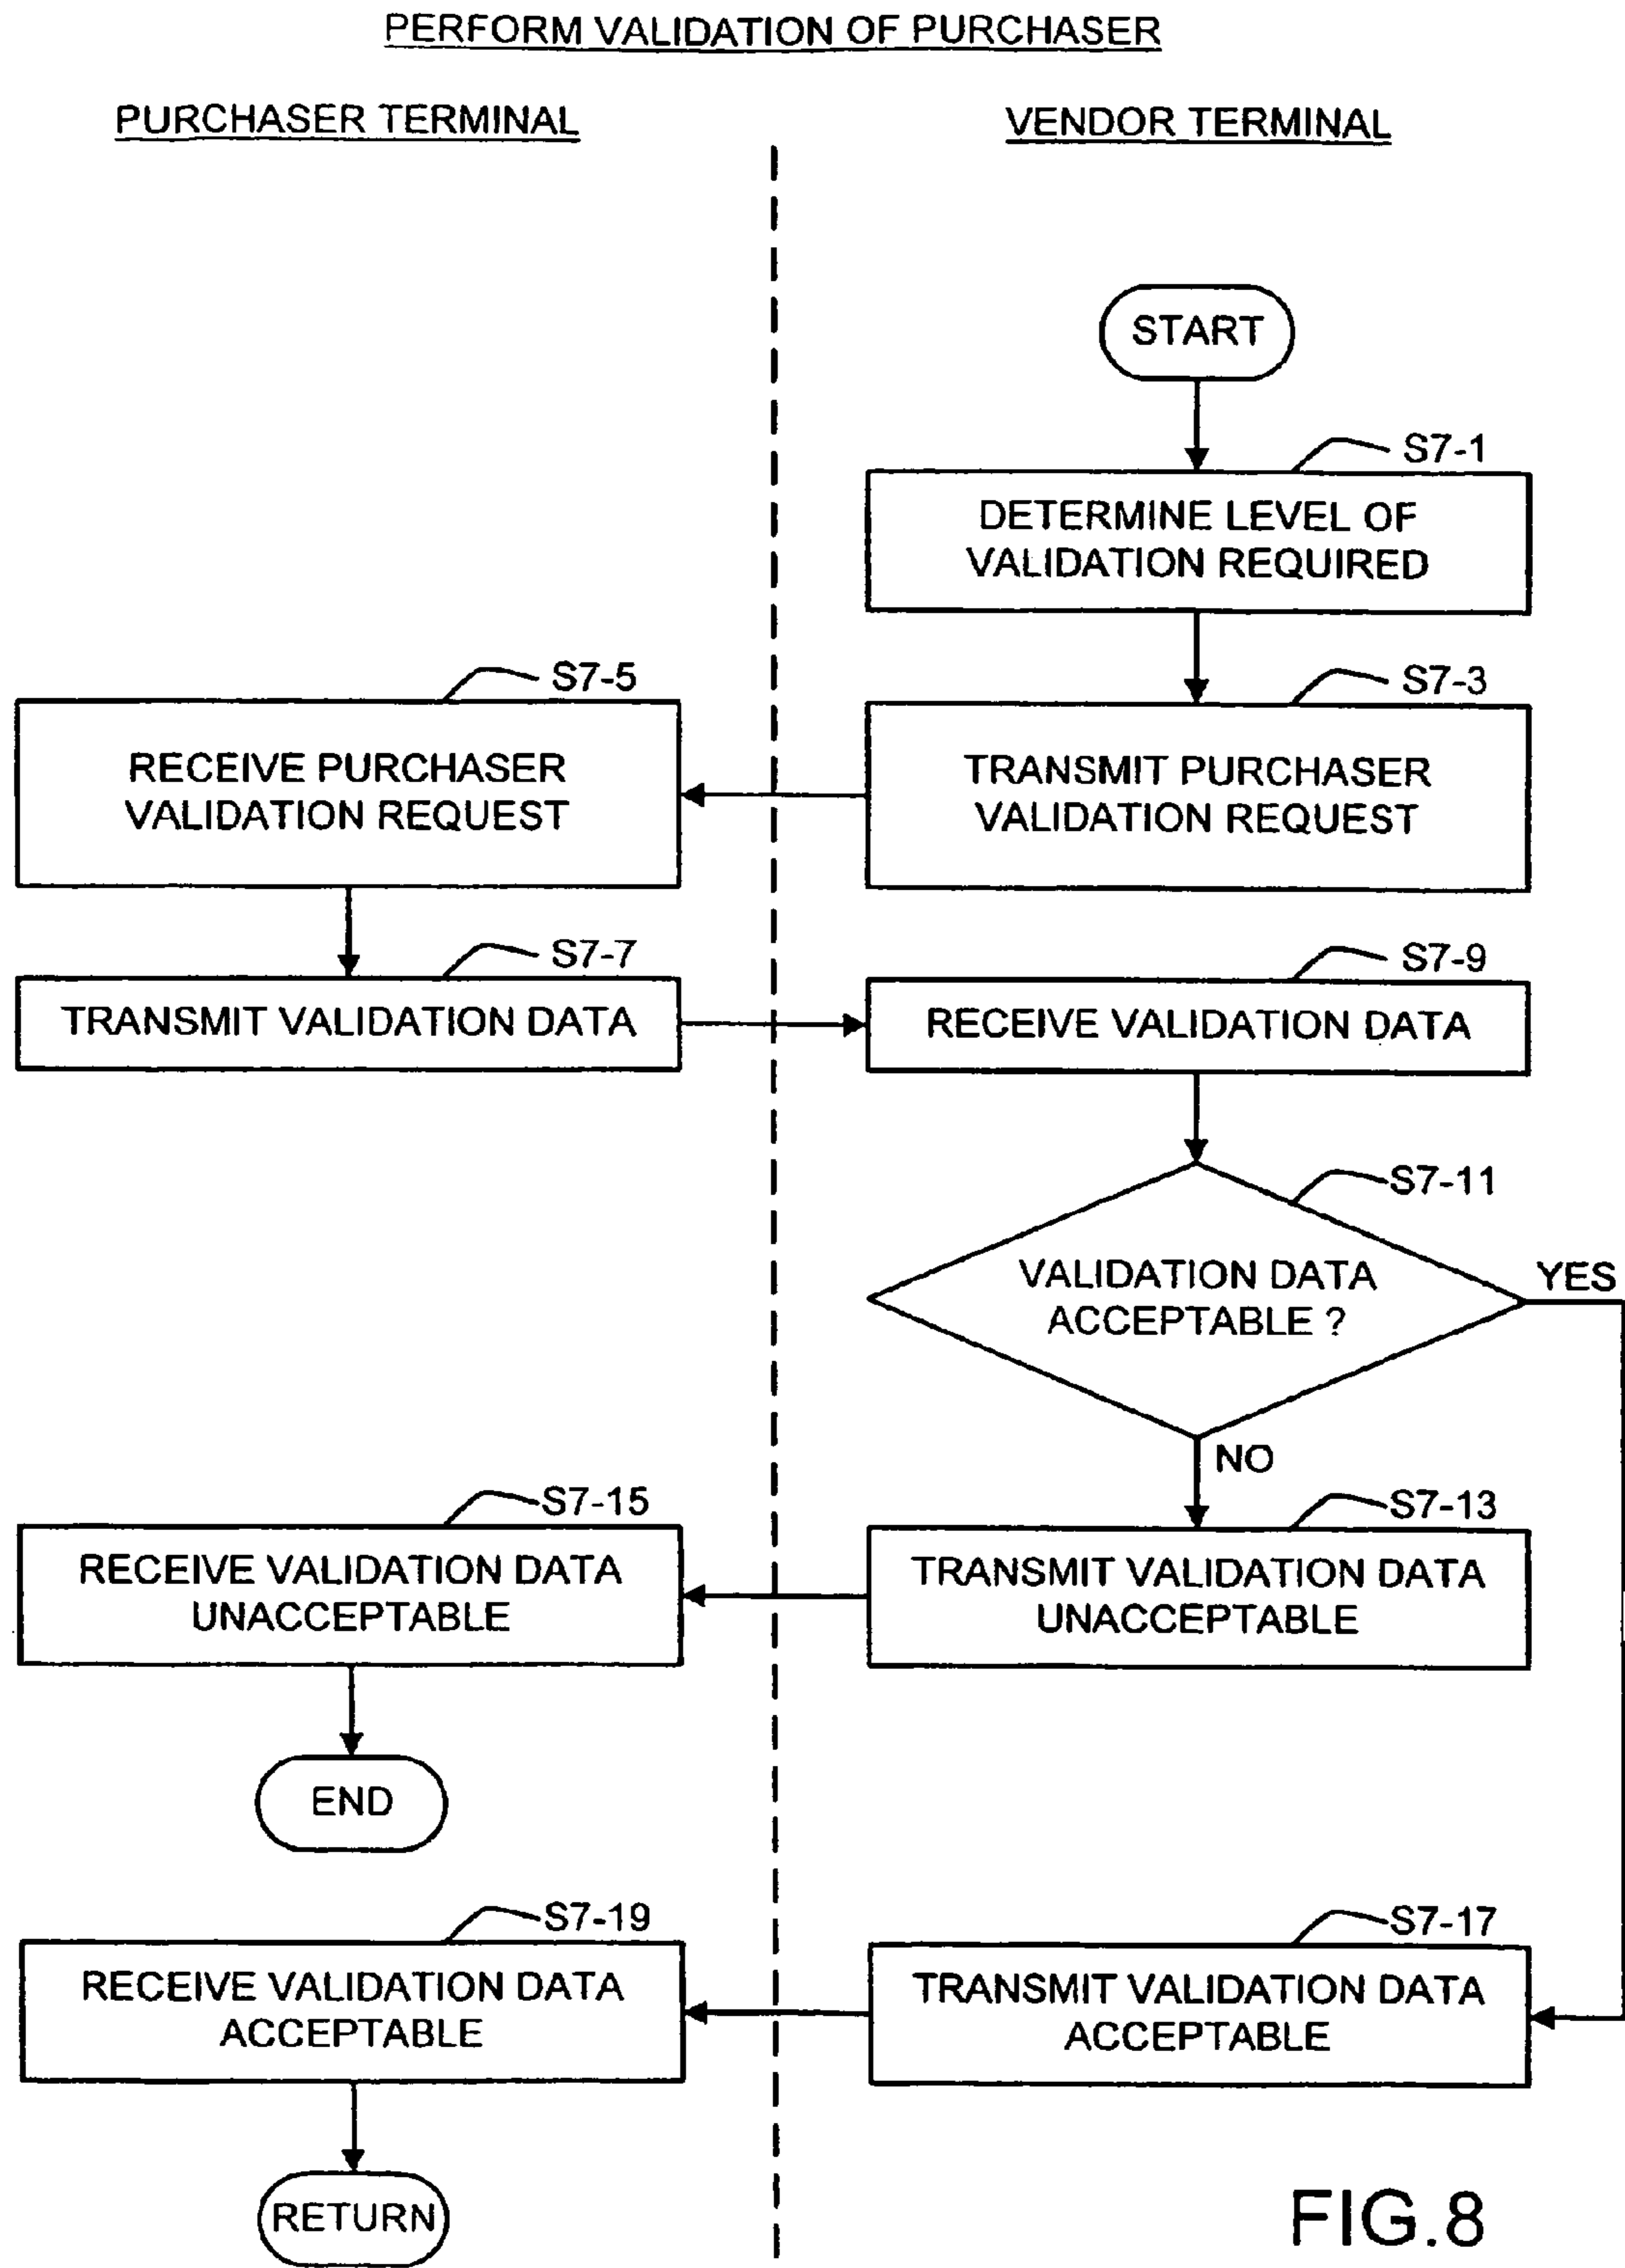 PERFORM VALIDATION OF PURCHASER
PURCHASER TERMINAL
VENDOR TERMINAL
START
S7-1
DETERMINE LEVEL OF
VALIDATION REQUIRED
S7-5
RECEIVE PURCHASER
VALIDATION REQUEST
S7-3
TRANSMIT PURCHASER
VALIDATION REQUEST
S7-7
TRANSMIT VALIDATION DATA
S7-9
RECEIVE VALIDATION DATA
S7-11
VALIDATION DATA
ACCEPTABLE ?
YES
NO
S7-15
RECEIVE VALIDATION DATA
UNACCEPTABLE
S7-13
TRANSMIT VALIDATION DATA
UNACCEPTABLE
END
S7-19
RECEIVE VALIDATION DATA
ACCEPTABLE
S7-17
TRANSMIT VALIDATION DATA
ACCEPTABLE
RETURN
FIG.8